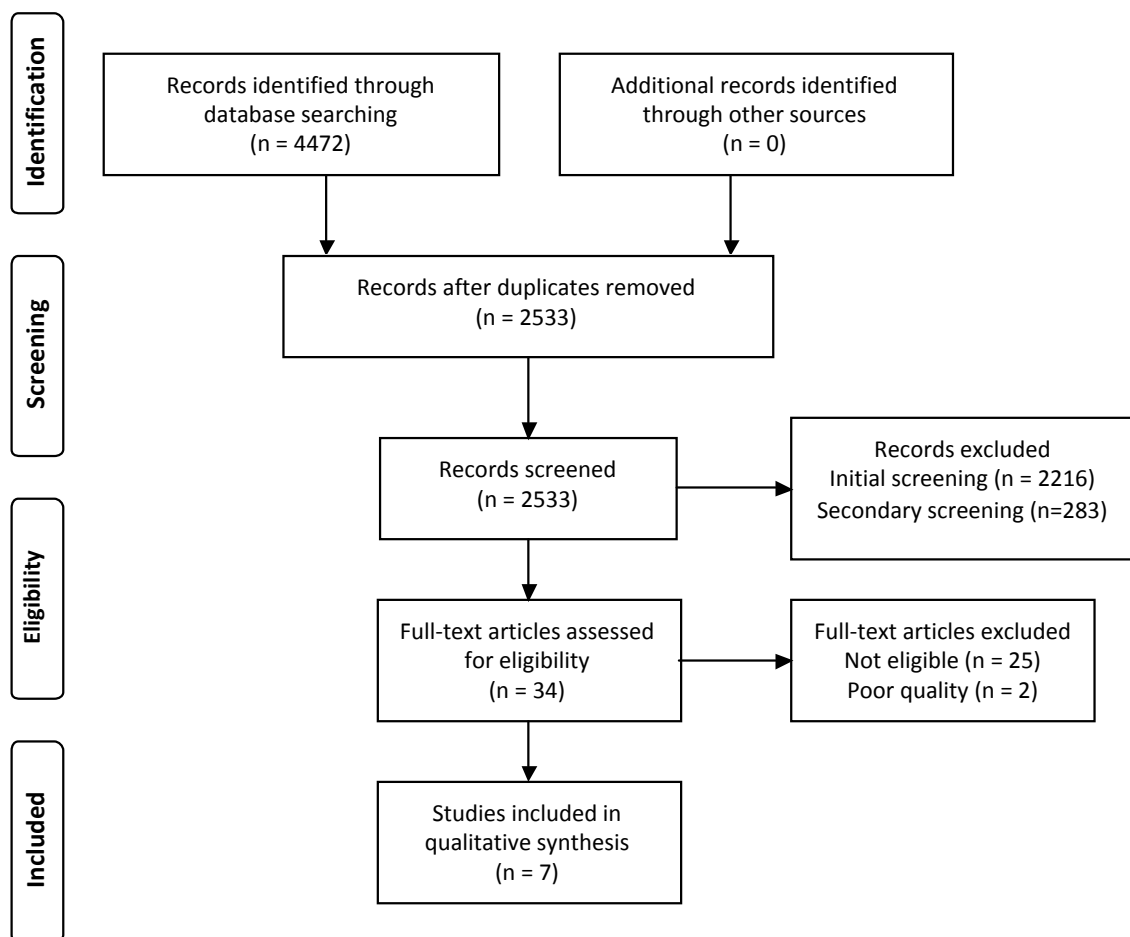 Identification
Records identified through
database searching
(n = 4472)
Additional records identified
through other sources
(n = 0)
Screening
Records after duplicates removed
(n = 2533)
Records screened
(n = 2533)
Records excluded
Initial screening (n = 2216)
Secondary screening (n=283)
Eligibility
Full-text articles assessed
for eligibility
(n = 34)
Full-text articles excluded
Not eligible (n = 25)
Poor quality (n = 2)
Included
Studies included in
qualitative synthesis
(n = 7)